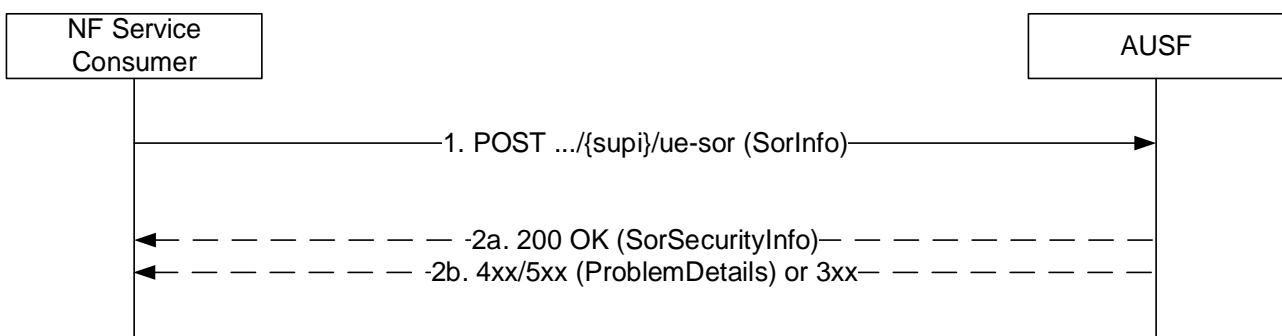 NF Service
Consumer
AUSF
1. POST .../{supi}/ue-sor (SorInfo)
2a. 200 OK (SorSecurityInfo)
2b. 4xx/5xx (ProblemDetails) or 3xx